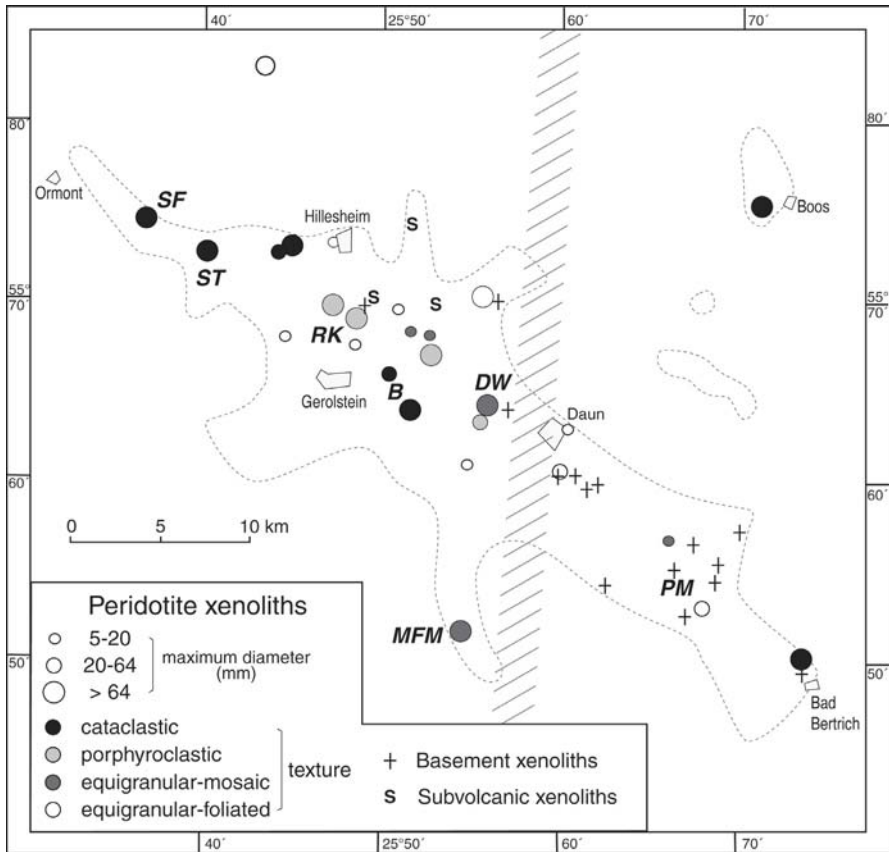 40´ 25°50´ 60´ 70´
80´ 80´
Ormont
SF
Hillesheim
S
Boos
ST
55° 70´
S
S
70´
RK
Gerolstein
B
DW
Daun
60´ 60´
0 5 10 km
PM
MFM
50´ 50´
Bad
Bertrich
Peridotite xenoliths
5-20
20-64
> 64
maximum diameter
(mm)
cataclastic
porphyroclastic
equigranular-mosaic
equigranular-foliated
texture
+ Basement xenoliths
S Subvolcanic xenoliths
40´ 25°50´ 60´ 70´